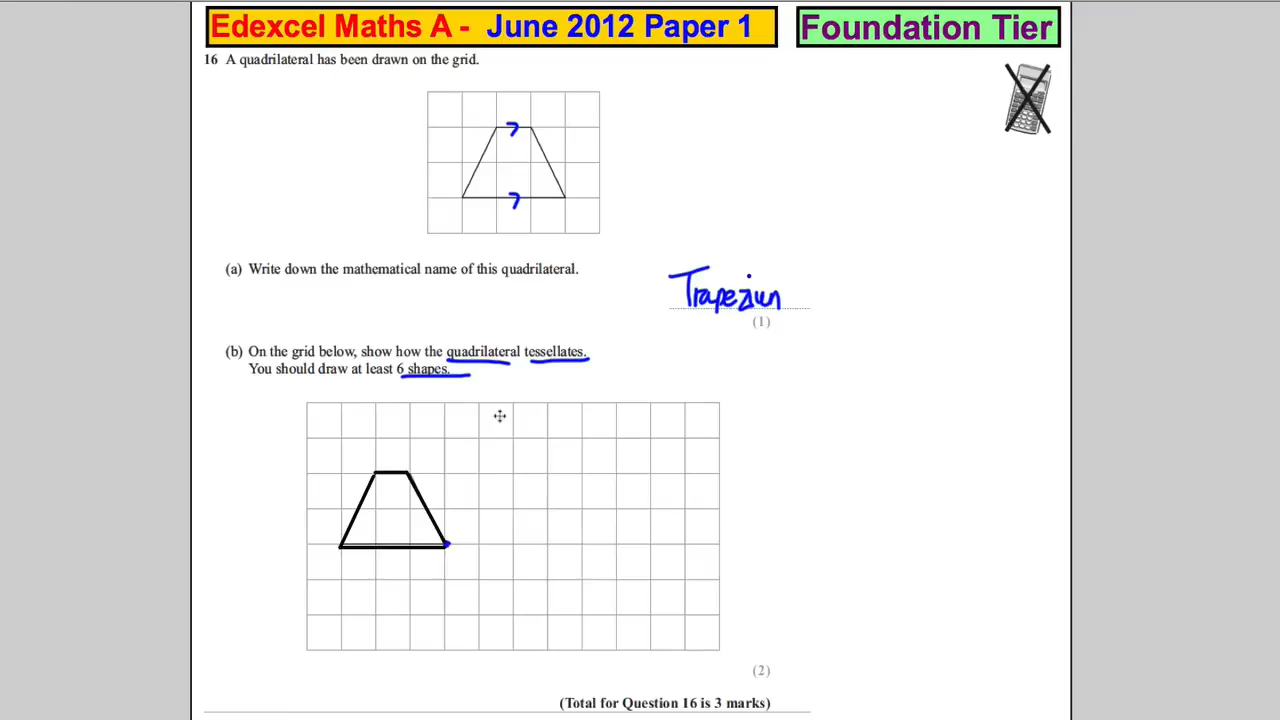 Edexcel Maths A - June 2012 Paper 1
Foundation Tier
16 A quadrilateral has been drawn on the grid.
(a) Write down the mathematical name of this quadrilateral.
Trapezium
(1)
(b) On the grid below, show how the quadrilateral tessellates.
You should draw at least 6 shapes.
(2)
(Total for Question 16 is 3 marks)